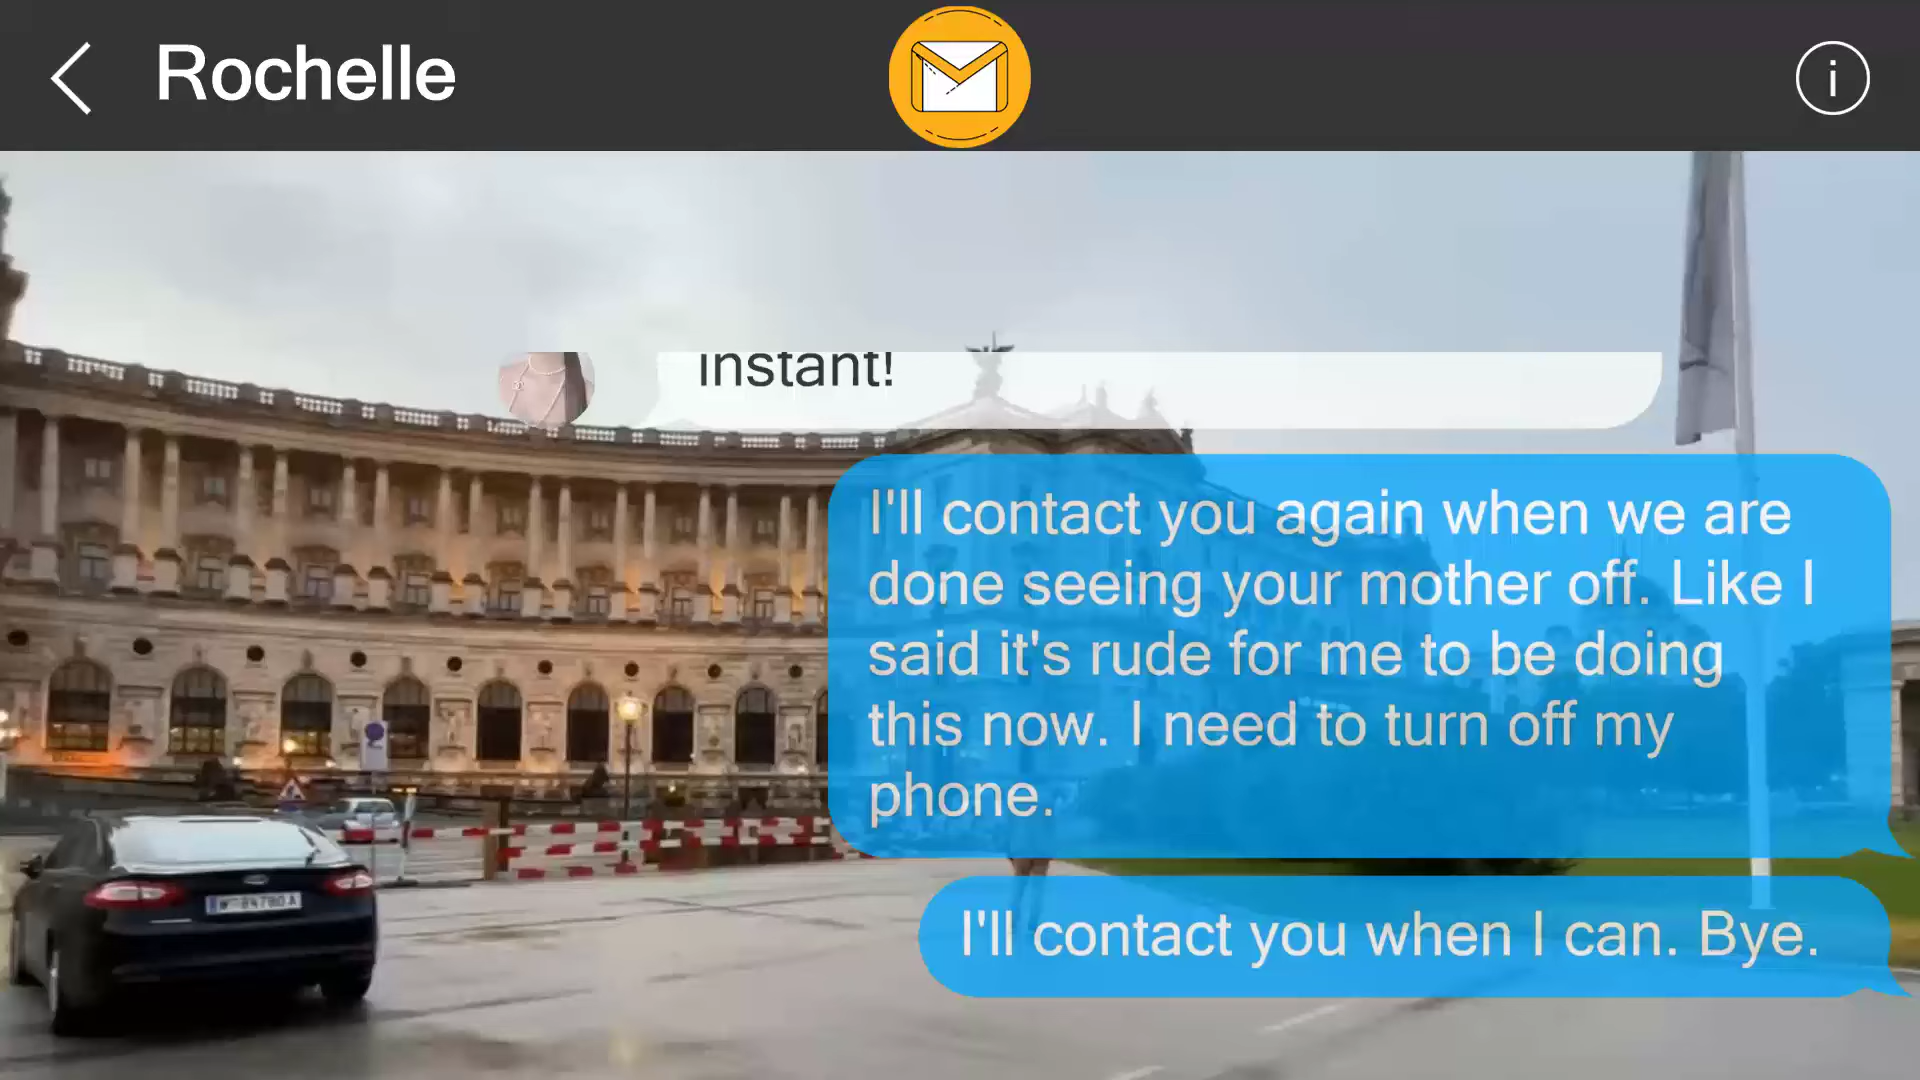 Rochelle
i
instant!
I'll contact you again when we are
done seeing your mother off. Like I
said it's rude for me to be doing
this now. I need to turn off my
phone.
I'll contact you when I can. Bye.